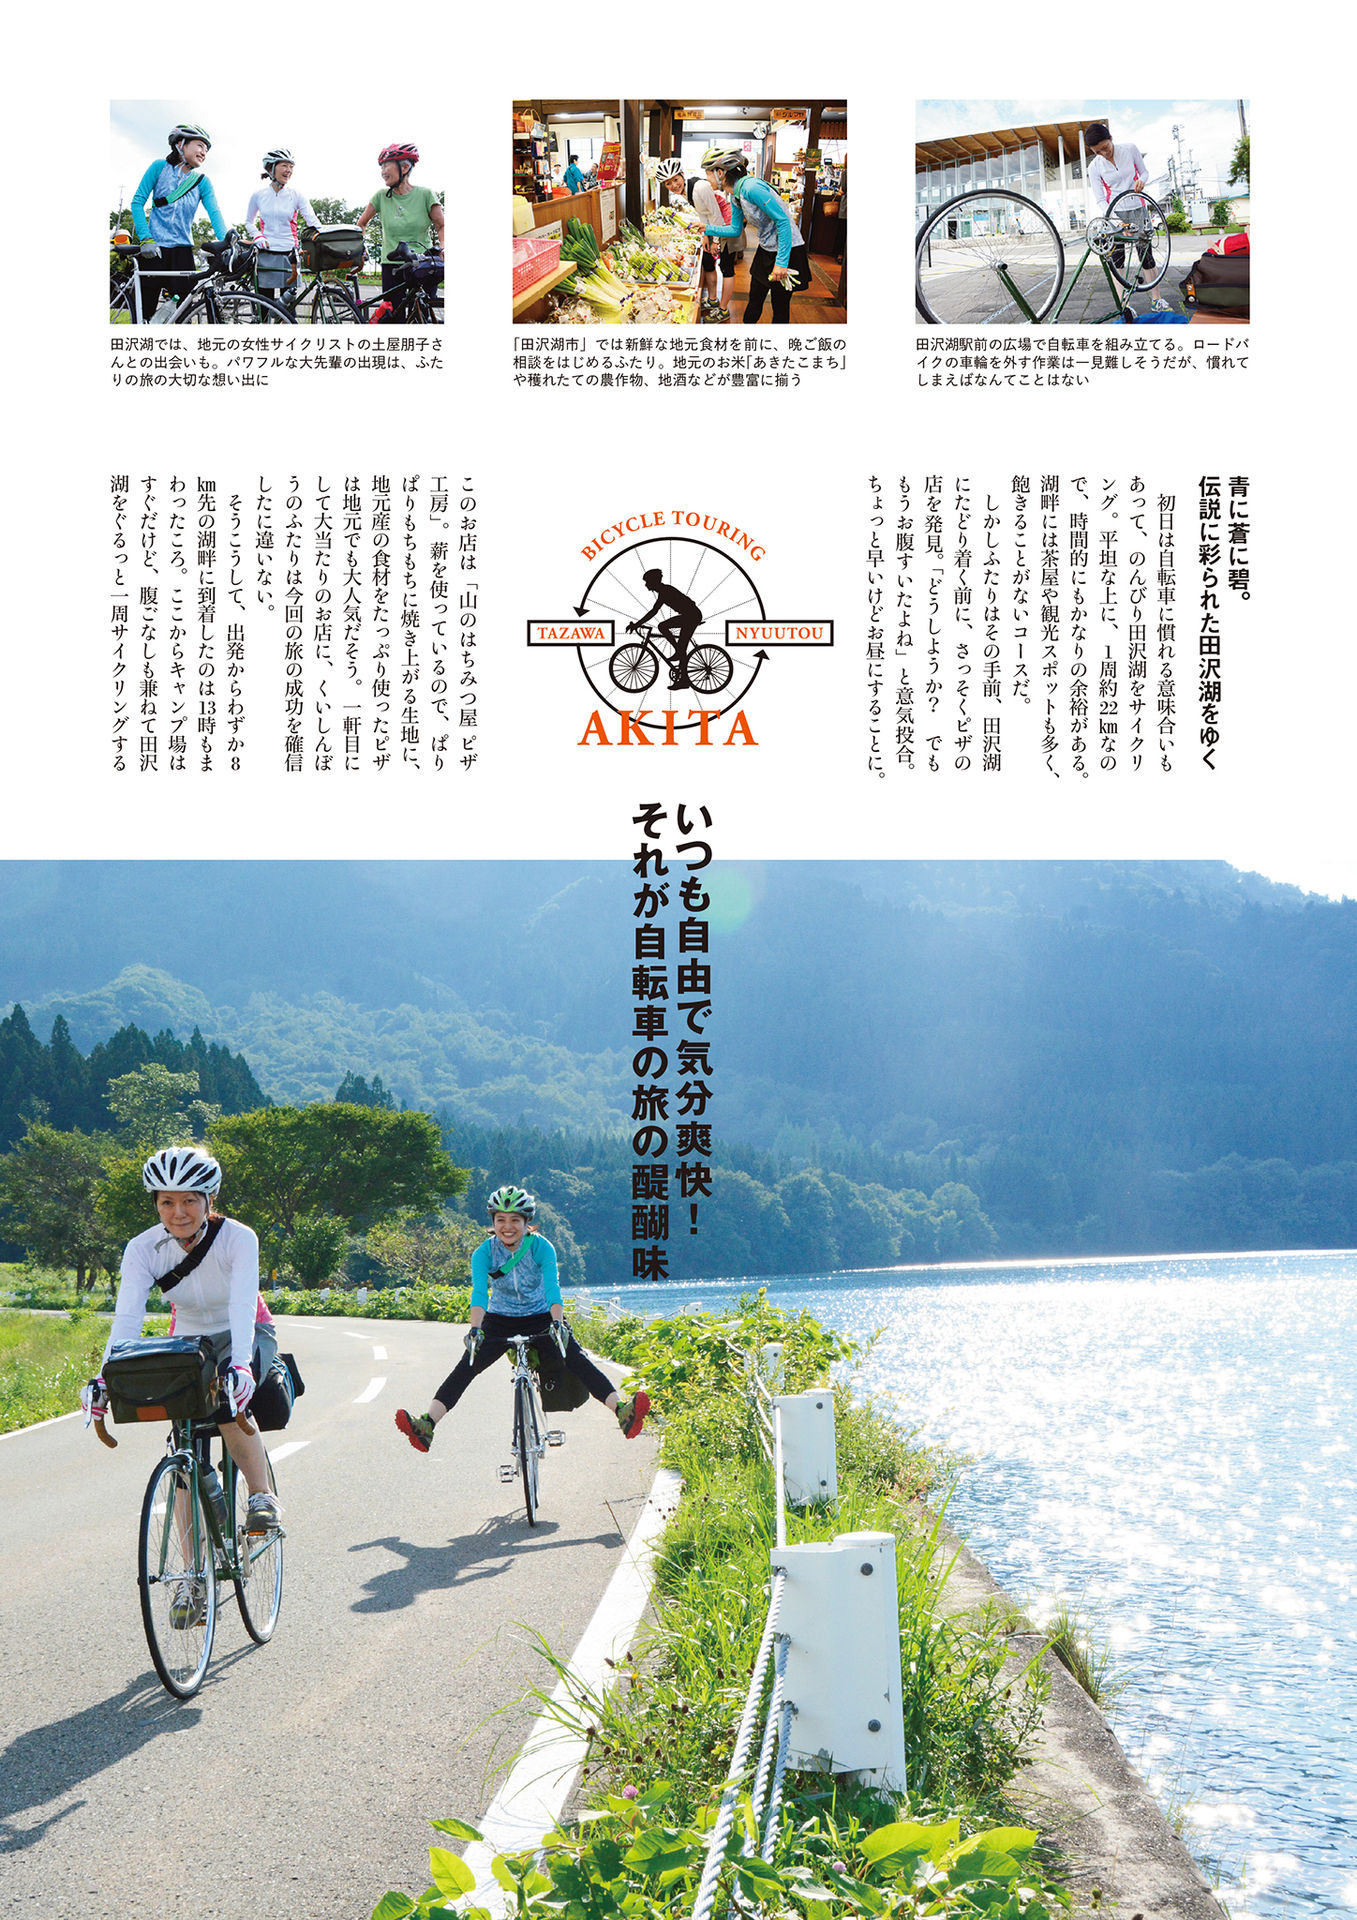 田沢湖では、地元の女性サイクリストの土屋朋子さ
んとの出会いも。パワフルな大先輩の出現は、ふた
りの旅の大切な想い出に
「田沢湖市」では新鮮な地元食材を前に、晩ご飯の
相談をはじめるふたり。地元のお米「あきたこまち」
や穫れたての農作物、地酒などが豊富に揃う
田沢湖駅前の広場で自転車を組み立てる。ロードバ
イクの車輪を外す作業は一見難しそうだが、慣れて
しまえばなんてことはない
青に蒼に碧。
伝説に彩られた田沢湖をゆく
初日は自転車に慣れる意味合いも
あって、のんびり田沢湖をサイクリ
ング。平坦な上に、1周約22kmなの
で、時間的にもかなりの余裕がある。
湖畔には茶屋や観光スポットも多く、
飽きることがないコースだ。
しかしふたりはその手前、田沢湖
にたどり着く前に、さっそくピザの
店を発見。「どうしようか? でも
もうお腹すいたよね」と意気投合。
ちょっと早いけどお昼にすることに。
BICYCLE TOURING
TAZAWA
NYUUTOU
AKITA
このお店は「山のはちみつ屋 ピザ
工房」。薪を使っているので、ぱり
ぱりもちもちに焼き上がる生地に、
地元産の食材をたっぷり使ったピザ
は地元でも大人気だそう。一軒目に
して大当たりのお店に、くいしんぼ
うのふたりは今回の旅の成功を確信
したに違いない。
そうこうして、出発からわずか8
km先の湖畔に到着したのは13時もま
わったころ。ここからキャンプ場は
すぐだけど、腹ごなしも兼ねて田沢
湖をぐるっと一周サイクリングする
いつも自由で気分爽快!
それが自転車の旅の醍醐味